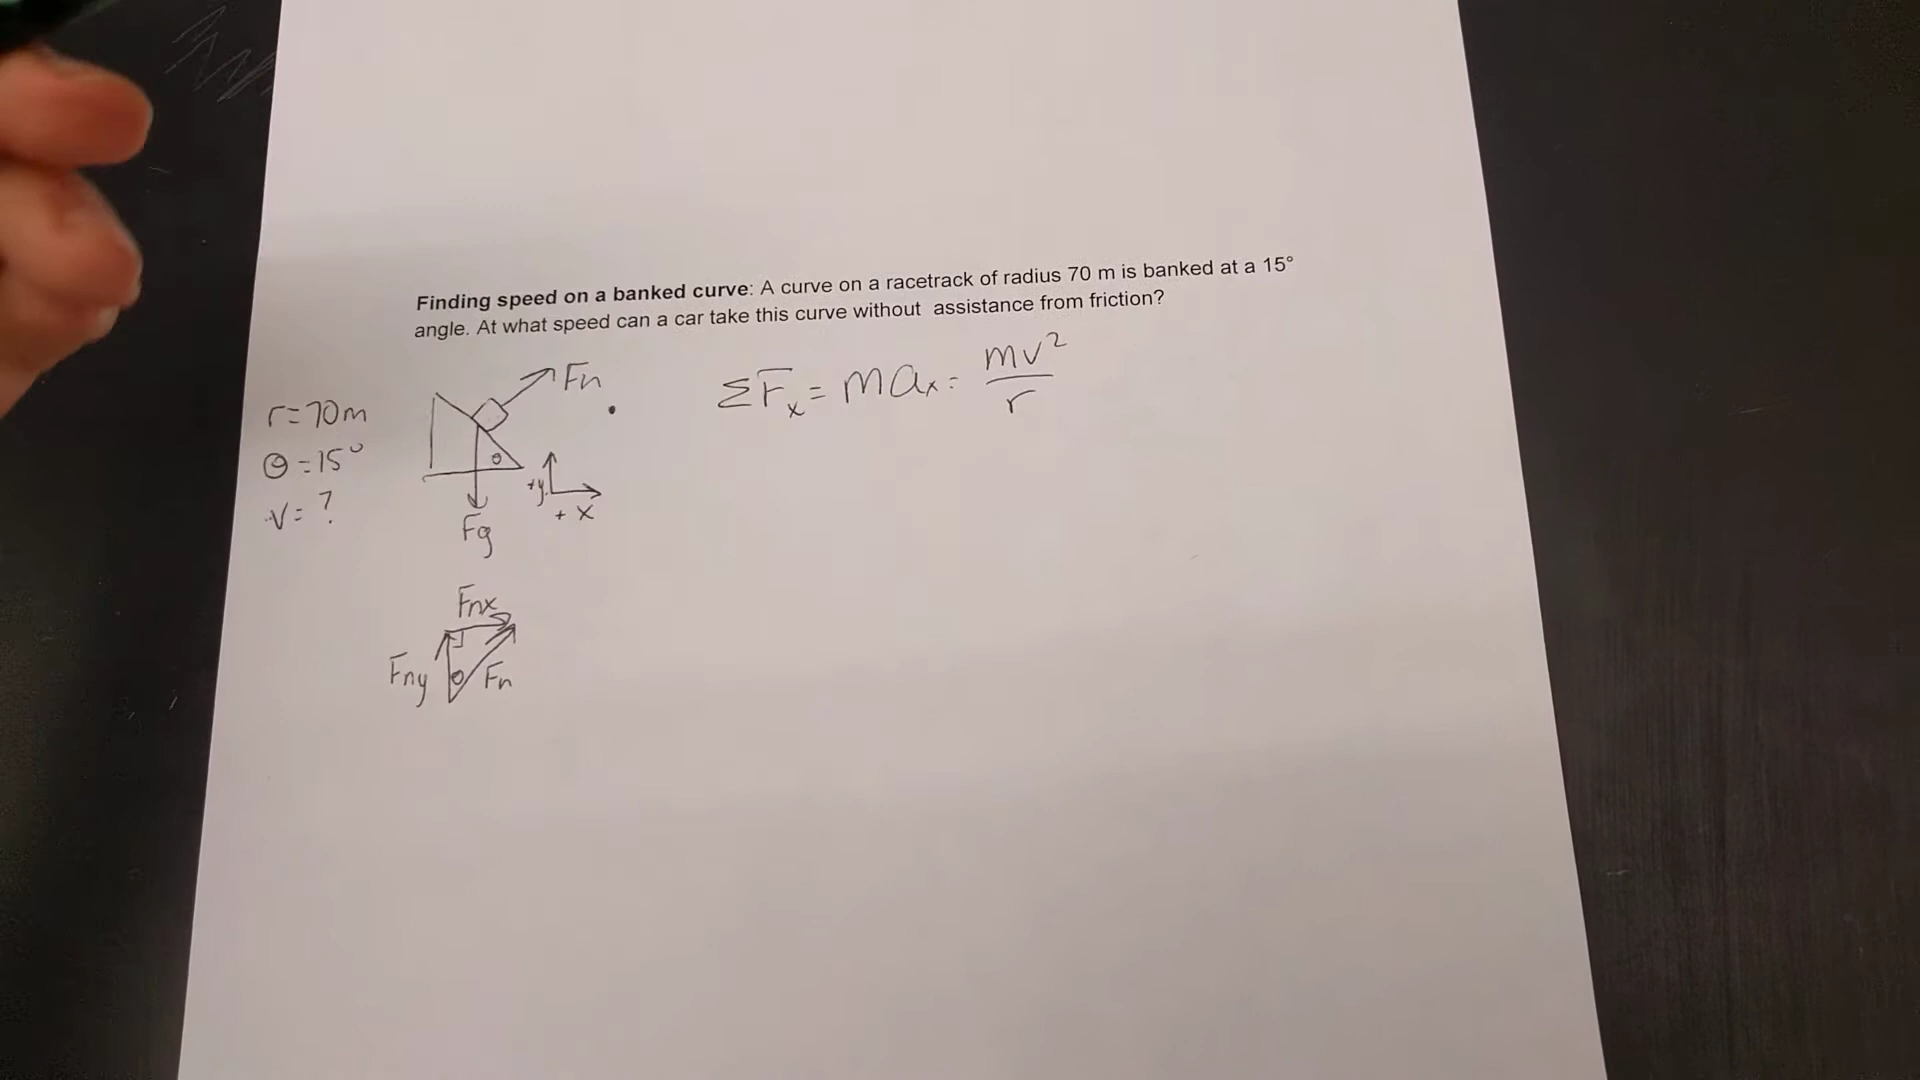 Finding speed on a banked curve: A curve on a racetrack of radius 70 m is banked at a 15°
angle. At what speed can a car take this curve without assistance from friction?
r=70m
θ=15°
v=?
Fn
θ
+y
+x
Fg
Fnx
Fny
θ
Fn
ΣFx = max = mv²/r